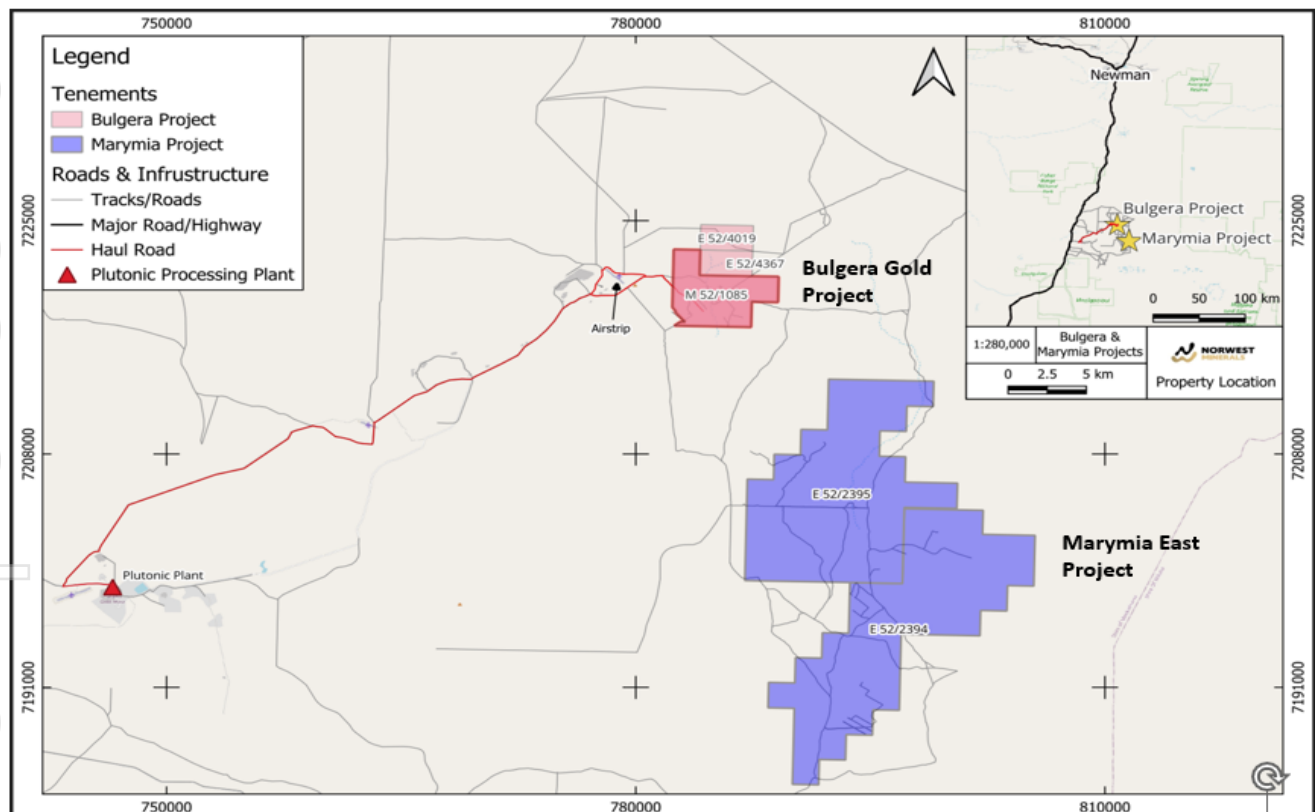 750000
780000
810000
Legend
Tenements
Bulgera Project
Marymia Project
Roads & Infrustructure
Tracks/Roads
Major Road/Highway
Haul Road
Plutonic Processing Plant
Newman
Bulgera Project
Marymia Project
0 50 100 km
1:280,000
Bulgera &
Marymia Projects
0 2.5 5 km
NORWEST
MINERALS
Property Location
7225000
7225000
E 52/4019
E 52/4367
M 52/1085
Bulgera Gold
Project
Airstrip
7208000
7208000
E 52/2395
Marymia East
Project
Plutonic Plant
E 52/2394
7191000
7191000
750000
780000
810000